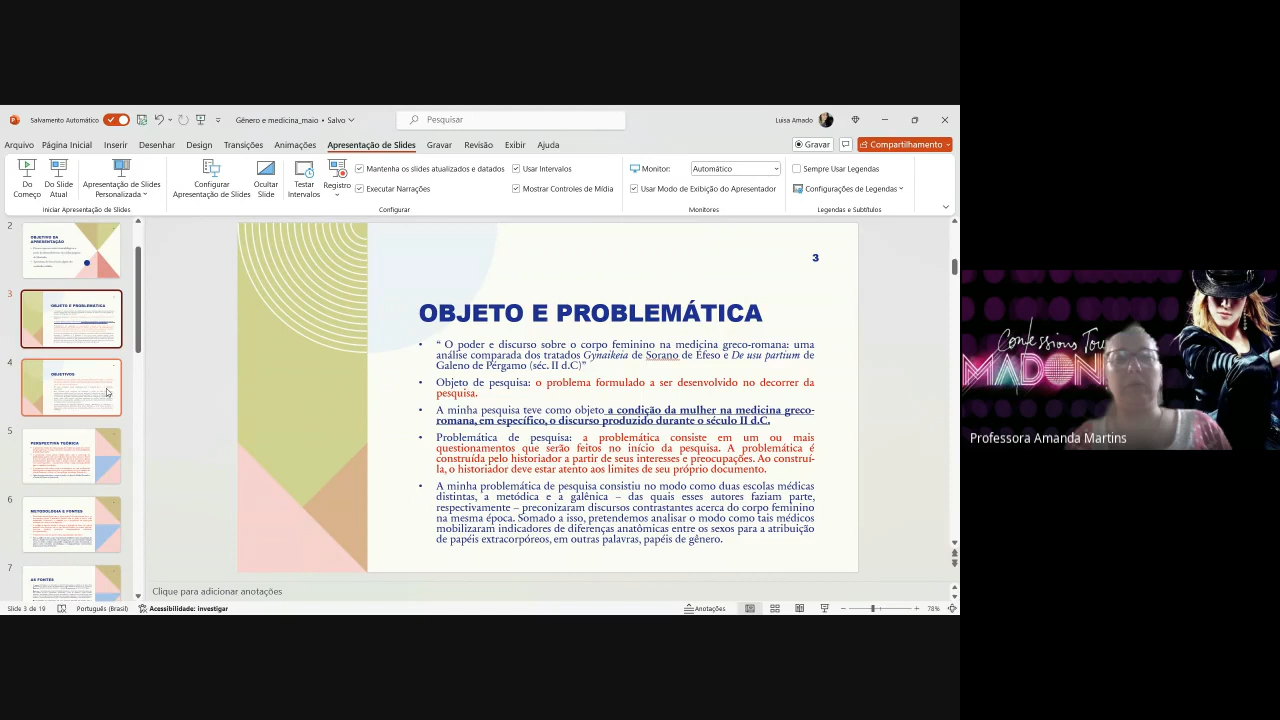 Salvamento Automático
Gênero e medicina_maio • Salvo
Pesquisar
Luisa Amado
Arquivo Página Inicial Inserir Desenhar Design Transições Animações Apresentação de Slides Gravar Revisão Exibir Ajuda
Gravar
Compartilhamento
Do Começo
Do Slide Atual
Apresentação de Slides Personalizada
Configurar Apresentação de Slides
Ocultar Slide
Testar Intervalos
Registro
Mantenha os slides atualizados e datados
Executar Narrações
Usar Intervalos
Mostrar Controles de Mídia
Monitor: Automático
Usar Modo de Exibição do Apresentador
Sempre Usar Legendas
Configurações de Legendas
Iniciar Apresentação de Slides
Configurar
Monitores
Legendas e Subtítulos
2
OBJETIVO DA
APRESENTAÇÃO
3
OBJETO E PROBLEMÁTICA
4
OBJETIVOS
5
PERSPECTIVA TEÓRICA
6
METODOLOGIA E FONTES
7
AS FONTES
3
OBJETO E PROBLEMÁTICA
• “ O poder e discurso sobre o corpo feminino na medicina greco-romana: uma
análise comparada dos tratados Gynaikeia de Sorano de Éfeso e De usu partium de
Galeno de Pérgamo (séc. II d.C)”
• Objeto de pesquisa: o problema formulado a ser desenvolvido no decorrer da
pesquisa.
• A minha pesquisa teve como objeto a condição da mulher na medicina greco-
romana, em específico, o discurso produzido durante o século II d.C.
• Problemática de pesquisa: a problemática consiste em um ou mais
questionamentos que serão feitos no início da pesquisa. A problemática é
construída pelo historiador a partir de seus interesses e preocupações. Ao construí-
la, o historiador deve estar atento aos limites de seu próprio documento.
• A minha problemática de pesquisa consistiu no modo como duas escolas médicas
distintas, a metódica e a galênica – das quais esses autores faziam parte,
respectivamente – preconizaram discursos contrastantes acerca do corpo feminino
na mesma época. Somado a isso, pretendemos analisar o modo como tais médicos
mobilizaram indicadores de diferenças anatômicas entre os sexos para a atribuição
de papéis extracorpóreos, em outras palavras, papéis de gênero.
Clique para adicionar anotações
Slide 3 de 19
Português (Brasil)
Acessibilidade: investigar
Anotações
78%
Confessions Tour
MADON
Professora Amanda Martins